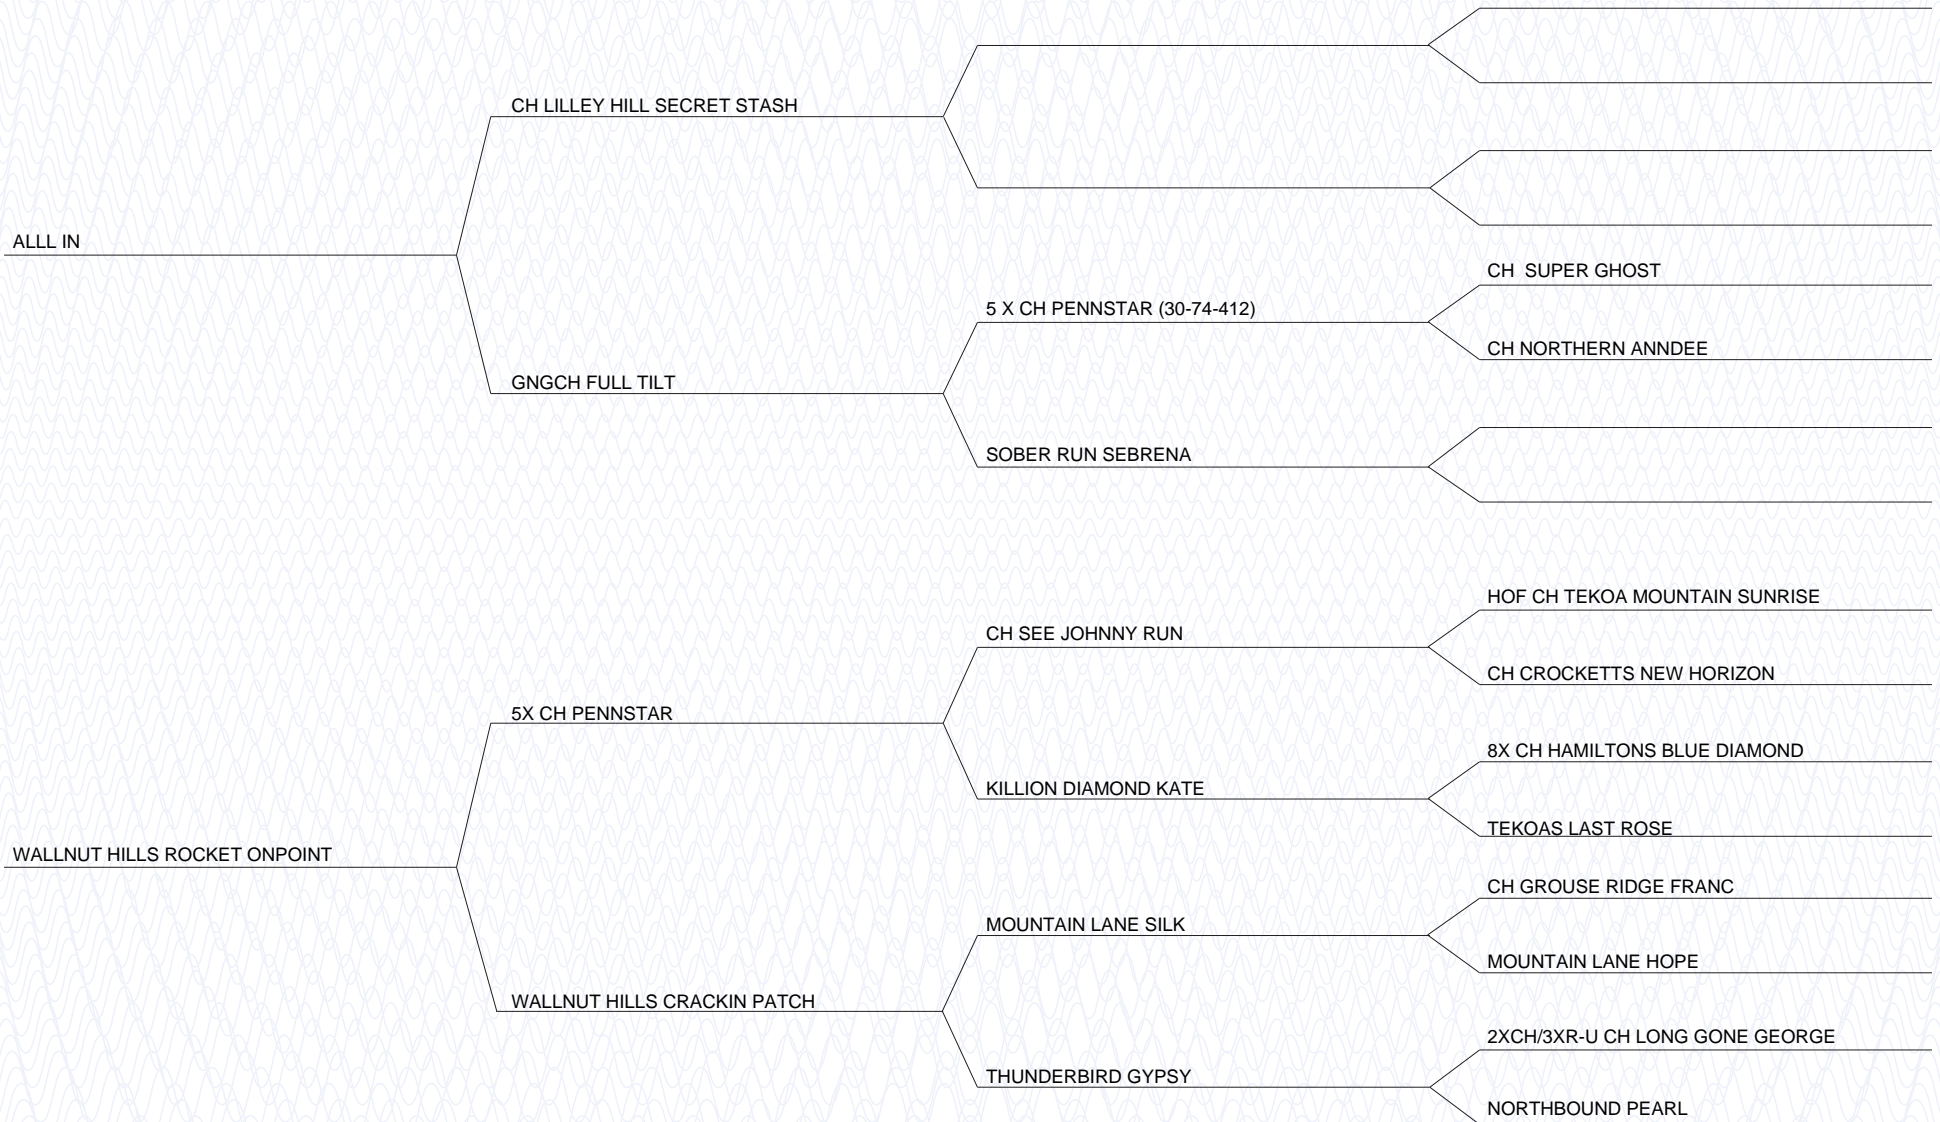 CH LILLEY HILL SECRET STASH
ALLL IN
CH  SUPER GHOST
5 X CH PENNSTAR (30-74-412)
CH NORTHERN ANNDEE
GNGCH FULL TILT
SOBER RUN SEBRENA
HOF CH TEKOA MOUNTAIN SUNRISE
CH SEE JOHNNY RUN
CH CROCKETTS NEW HORIZON
5X CH PENNSTAR
8X CH HAMILTONS BLUE DIAMOND
KILLION DIAMOND KATE
TEKOAS LAST ROSE
WALLNUT HILLS ROCKET ONPOINT
CH GROUSE RIDGE FRANC
MOUNTAIN LANE SILK
MOUNTAIN LANE HOPE
WALLNUT HILLS CRACKIN PATCH
2XCH/3XR-U CH LONG GONE GEORGE
THUNDERBIRD GYPSY
NORTHBOUND PEARL